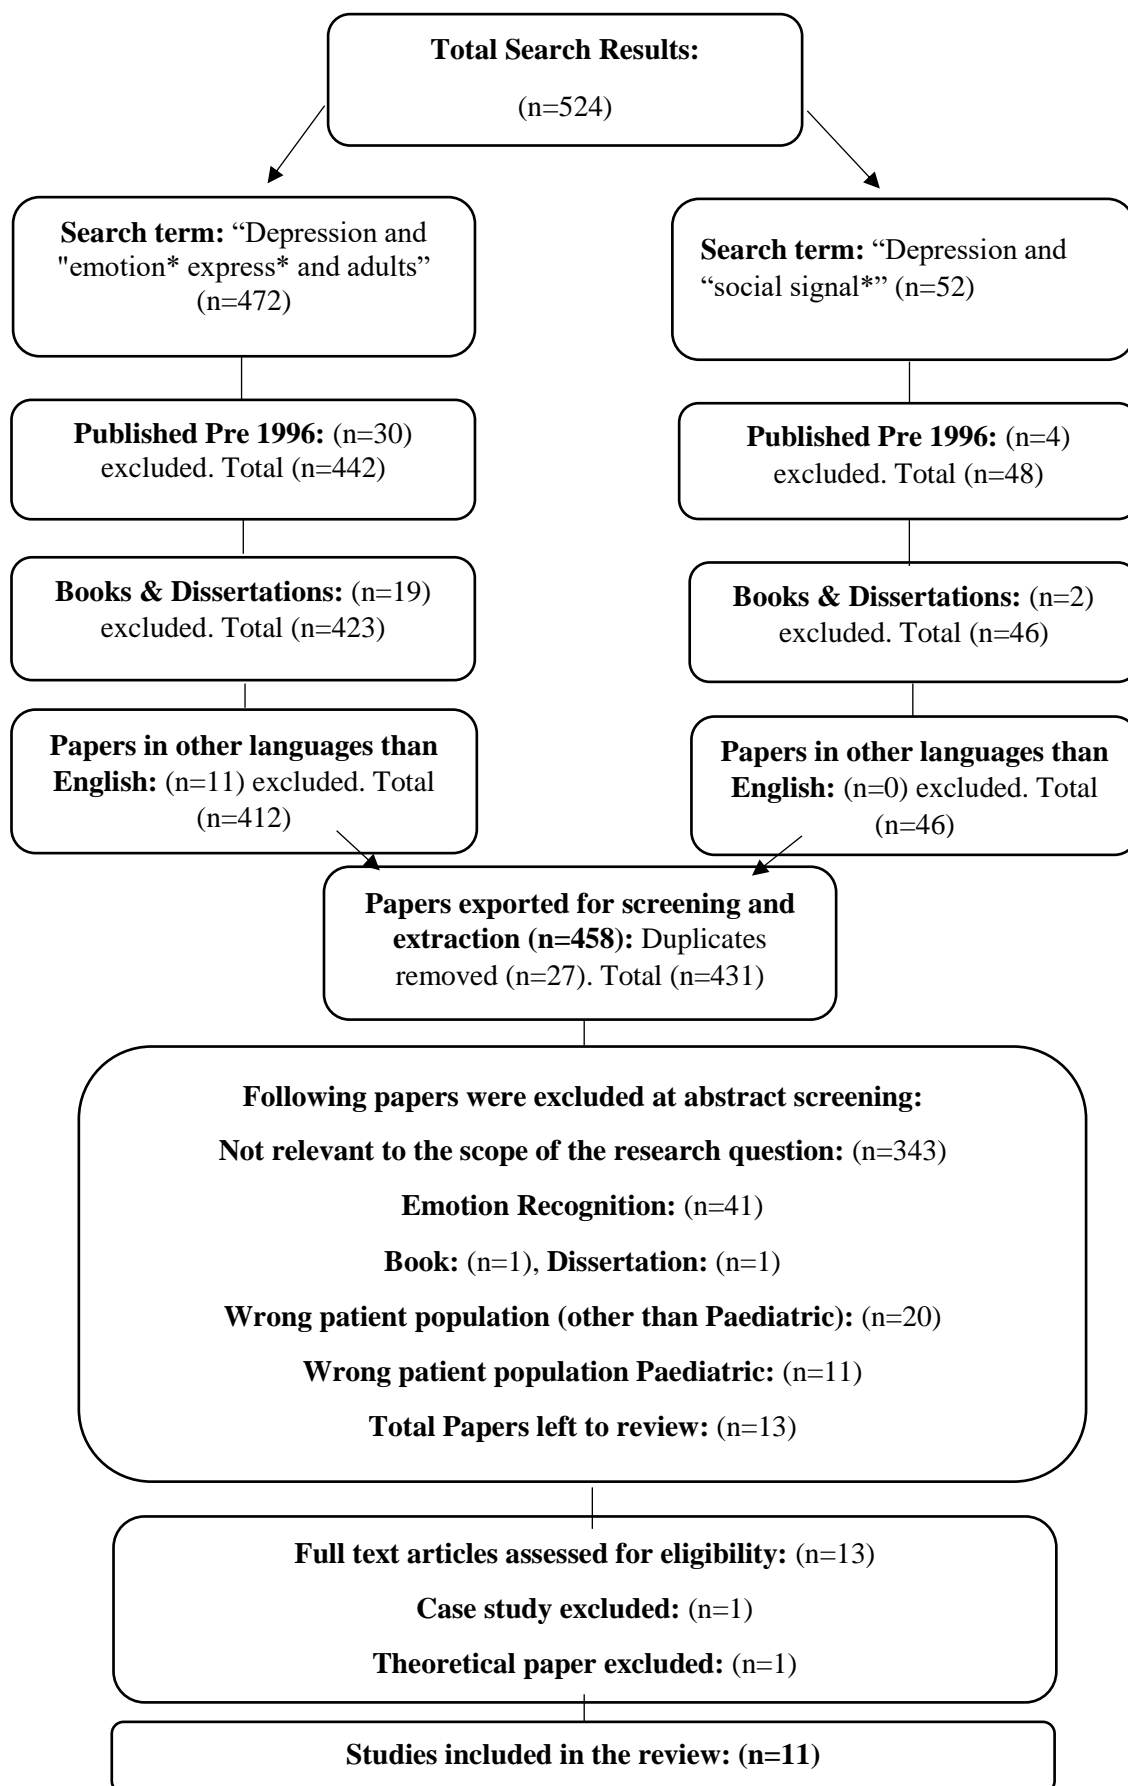 Total Search Results:
(n=524)
Search term: “Depression and
"emotion* express* and adults”
(n=472)
Search term: “Depression and
“social signal*” (n=52)
Published Pre 1996: (n=30)
excluded. Total (n=442)
Published Pre 1996: (n=4)
excluded. Total (n=48)
Books & Dissertations: (n=19)
excluded. Total (n=423)
Books & Dissertations: (n=2)
excluded. Total (n=46)
Papers in other languages than
English: (n=11) excluded. Total
(n=412)
Papers in other languages than
English: (n=0) excluded. Total
(n=46)
Papers exported for screening and
extraction (n=458): Duplicates
removed (n=27). Total (n=431)
Following papers were excluded at abstract screening:
Not relevant to the scope of the research question: (n=343)
Emotion Recognition: (n=41)
Book: (n=1), Dissertation: (n=1)
Wrong patient population (other than Paediatric): (n=20)
Wrong patient population Paediatric: (n=11)
Total Papers left to review: (n=13)
Full text articles assessed for eligibility: (n=13)
Case study excluded: (n=1)
Theoretical paper excluded: (n=1)
Studies included in the review: (n=11)